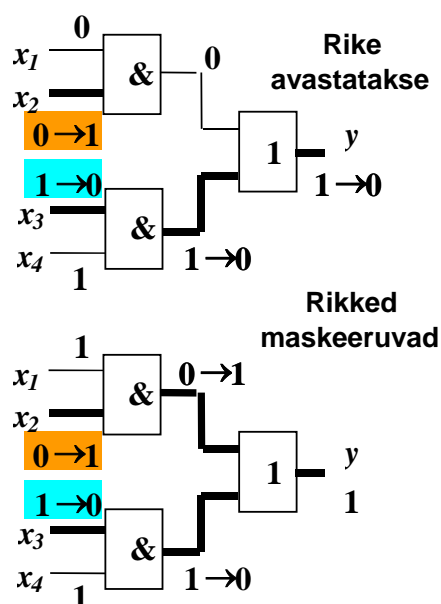 0
x1
&
0
Rike
avastatakse
x2
0→1
1
y
1→0
1→0
x3
&
1→0
x4
1
Rikked
maskeeruvad
1
x1
0→1
&
x2
0→1
1
y
1→0
1
x3
&
x4
1→0
1